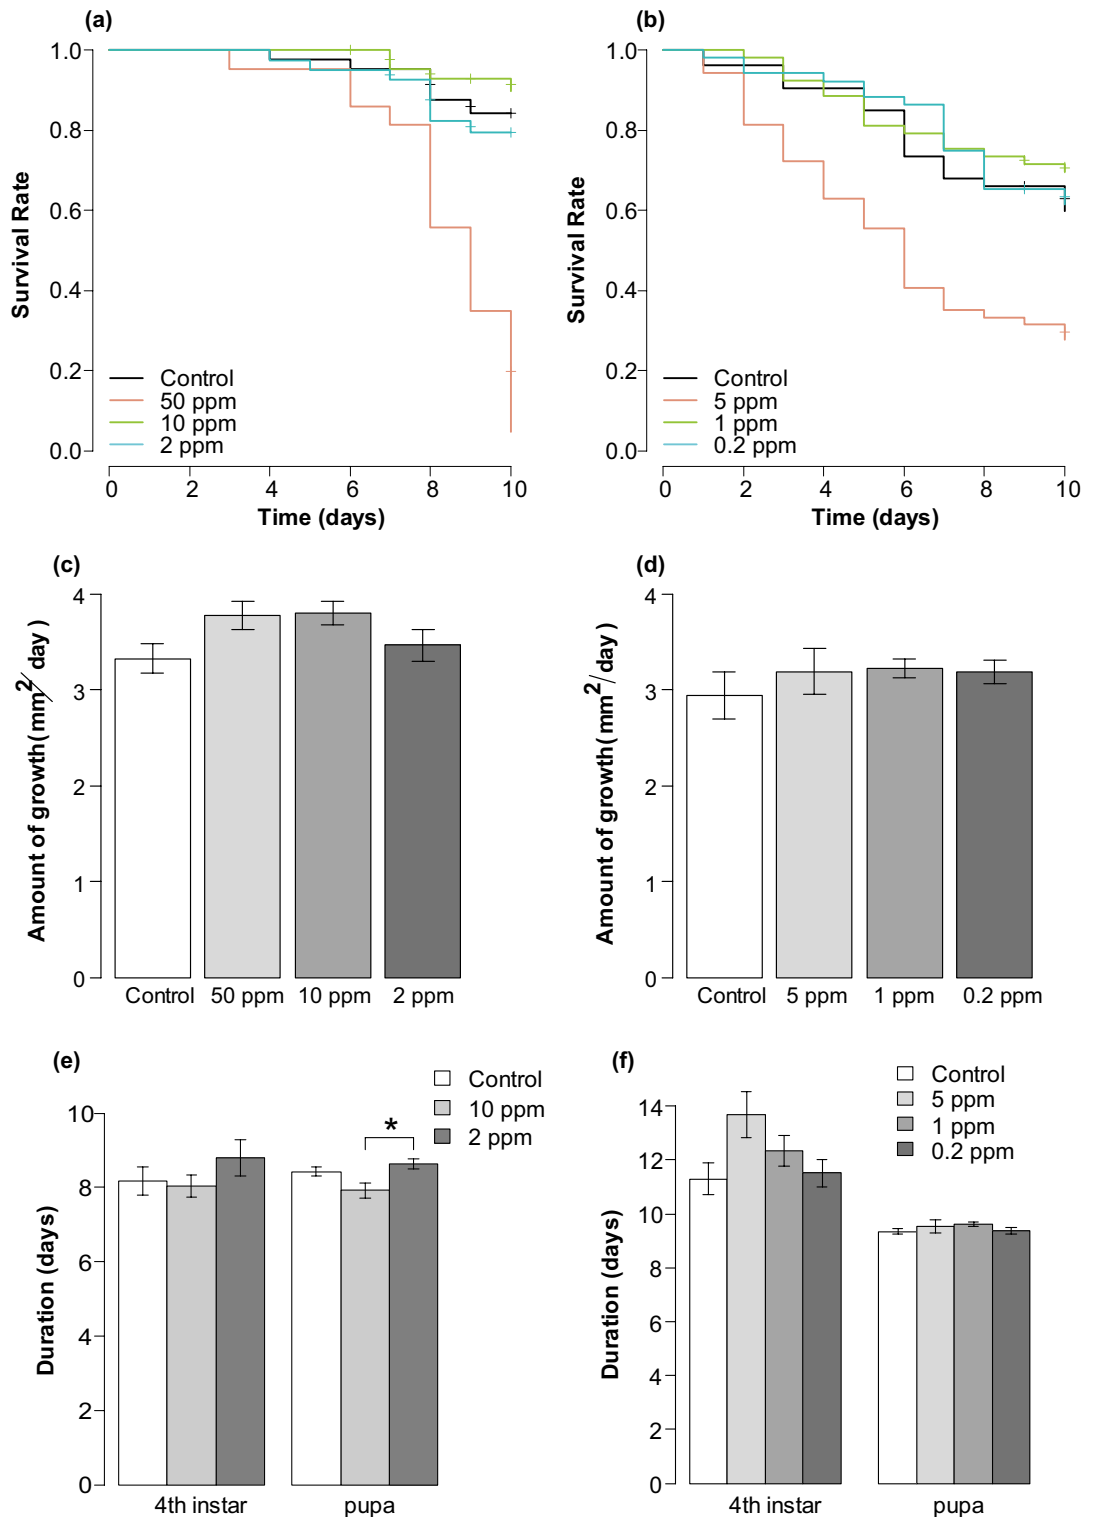 (a)
1.0
0.8
0.6
0.4
0.2
0.0
Survival Rate
Control
50 ppm
10 ppm
2 ppm
0 2 4 6 8 10
Time (days)
(b)
1.0
0.8
0.6
0.4
0.2
0.0
Survival Rate
Control
5 ppm
1 ppm
0.2 ppm
0 2 4 6 8 10
Time (days)
(c)
4
3
2
1
0
Amount of growth(mm2/day)
Control 50 ppm 10 ppm 2 ppm
(d)
4
3
2
1
0
Amount of growth(mm2/day)
Control 5 ppm 1 ppm 0.2 ppm
(e)
Control
10 ppm
2 ppm
*
10
8
6
4
2
0
Duration (days)
4th instar pupa
(f)
Control
5 ppm
1 ppm
0.2 ppm
14
12
10
8
6
4
2
0
Duration (days)
4th instar pupa